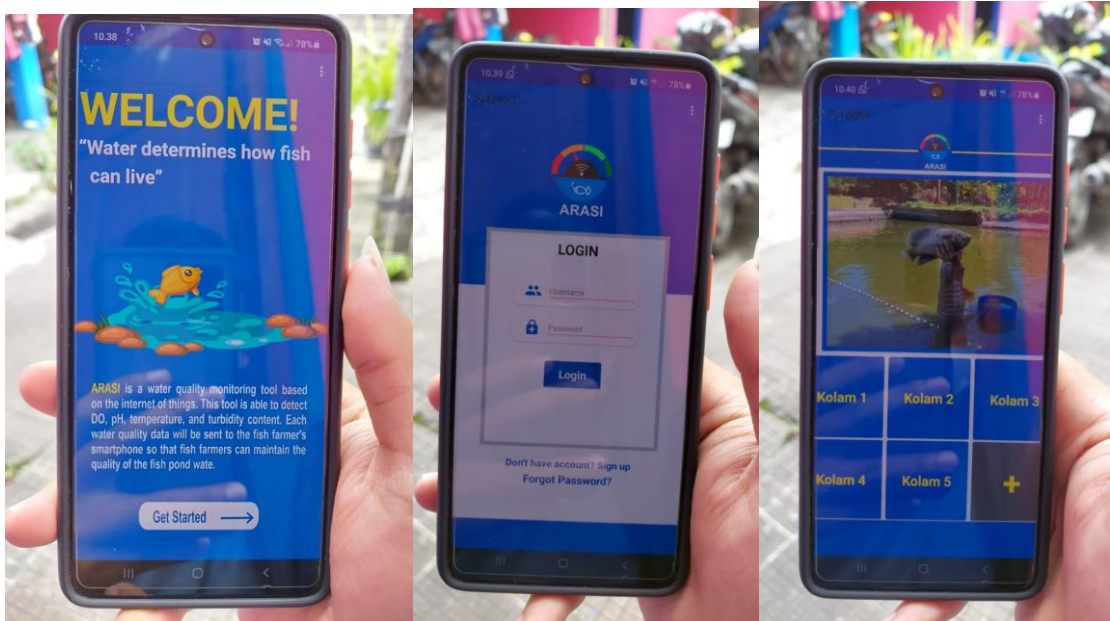 10.38
78%
WELCOME!
“Water determines how fish
can live”
ARASI is a water quality monitoring tool based
on the internet of things. This tool is able to detect
DO, pH, temperature, and turbidity content. Each
water quality data will be sent to the fish farmer's
smartphone so that fish farmers can maintain the
quality of the fish pond wate.
Get Started
10.39
78%
Screen1
ARASI
LOGIN
Username
Password
Login
Don't have account? Sign up
Forgot Password?
10.40
78%
ARASI
Kolam 1 Kolam 2 Kolam 3
Kolam 4 Kolam 5 +